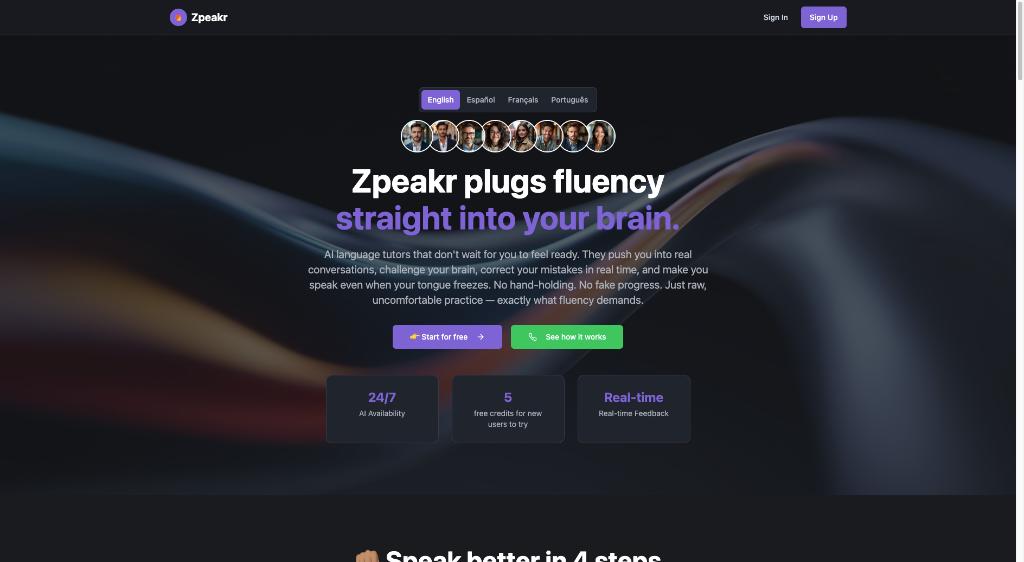 Zpeakr
Sign In
Sign Up
English
Español
Français
Português
Zpeakr plugs fluency
straight into your brain.
AI language tutors that don't wait for you to feel ready. They push you into real
conversations, challenge your brain, correct your mistakes in real time, and make you
speak even when your tongue freezes. No hand-holding. No fake progress. Just raw,
uncomfortable practice — exactly what fluency demands.
👉 Start for free →
See how it works
24/7
AI Availability
5
free credits for new
users to try
Real-time
Real-time Feedback
👊🏽 Speak better in 4 steps